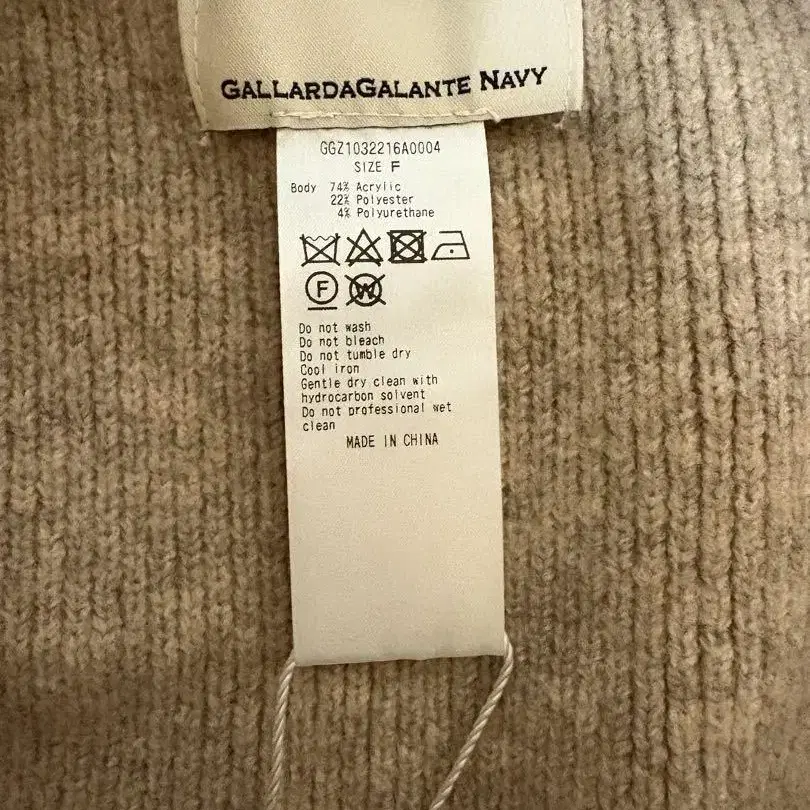 GALLARDAGALANTE NAVY
GGZ1032216A0004
SIZE F
Body 74% Acrylic
22% Polyester
4% Polyurethane
F W
Do not wash
Do not bleach
Do not tumble dry
Cool iron
Gentle dry clean with
hydrocarbon solvent
Do not professional wet
clean
MADE IN CHINA